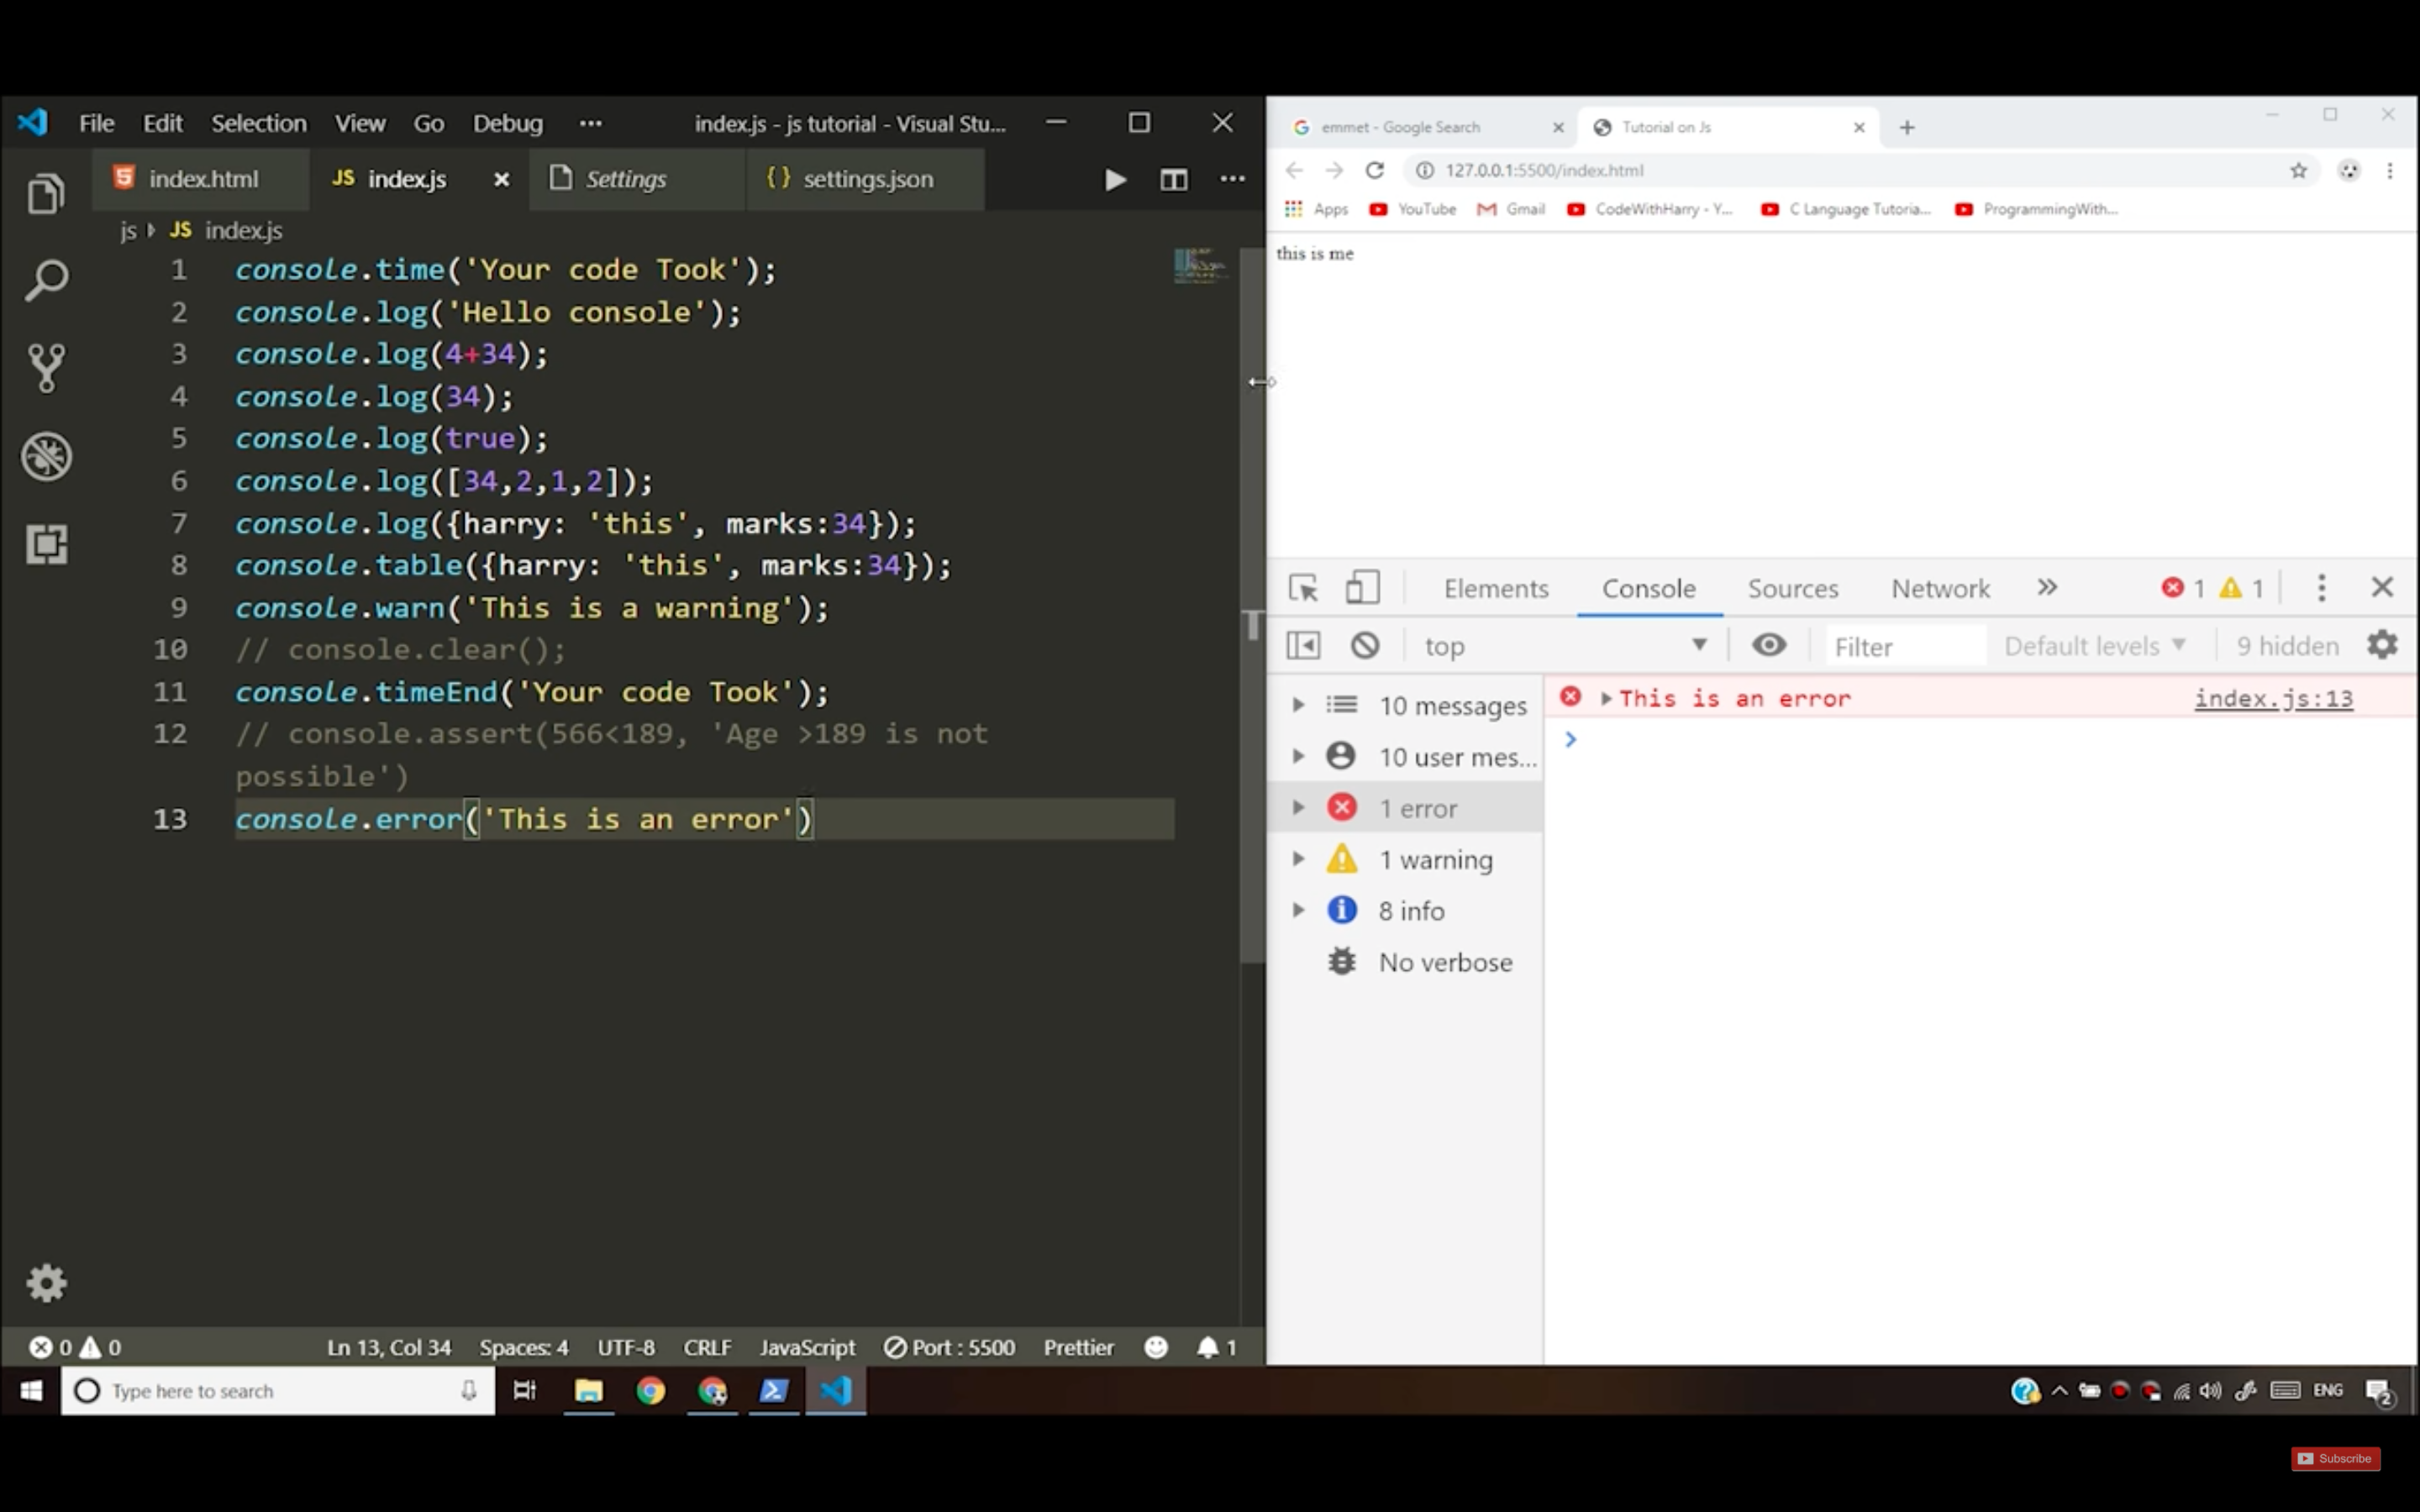 File Edit Selection View Go Debug ··· index.js - js tutorial - Visual Stu...
index.html JS index.js Settings {} settings.json
js JS index.js
1 console.time('Your code Took');
2 console.log('Hello console');
3 console.log(4+34);
4 console.log(34);
5 console.log(true);
6 console.log([34,2,1,2]);
7 console.log({harry: 'this', marks:34});
8 console.table({harry: 'this', marks:34});
9 console.warn('This is a warning');
10 // console.clear();
11 console.timeEnd('Your code Took');
12 // console.assert(566<189, 'Age >189 is not
possible')
13 console.error('This is an error')
0 0 Ln 13, Col 34 Spaces: 4 UTF-8 CRLF JavaScript Port : 5500 Prettier 1
emmet - Google Search Tutorial on Js
127.0.0.1:5500/index.html
Apps YouTube Gmail CodeWithHarry - Y... C Language Tutoria... ProgrammingWith...
this is me
Elements Console Sources Network 1 1
top Filter Default levels 9 hidden
10 messages
10 user mes...
1 error
1 warning
8 info
No verbose
This is an error index.js:13
Type here to search
ENG 2
Subscribe